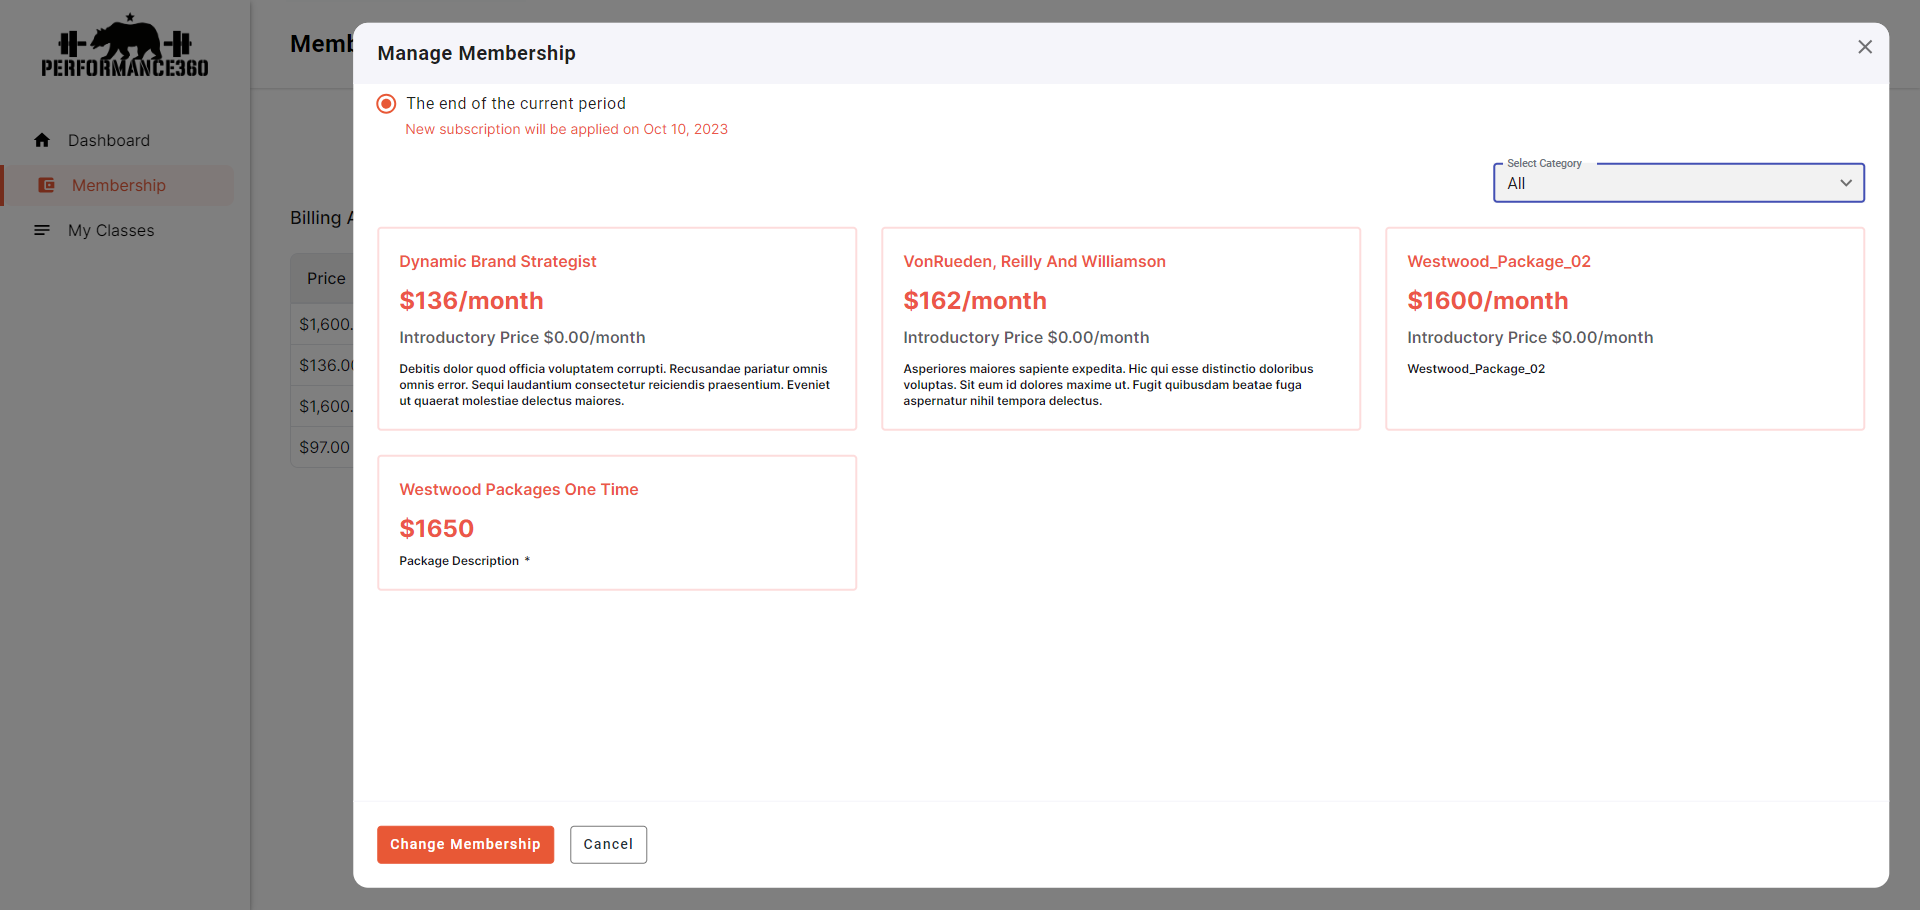 PERFORMANCE360
Dashboard
Membership
My Classes
Memb
Billing A
Price
$1,600.
$136.00
$1,600.
$97.00
Manage Membership
The end of the current period
New subscription will be applied on Oct 10, 2023
Select Category
All
Dynamic Brand Strategist
$136/month
Introductory Price $0.00/month
Debitis dolor quod officia voluptatem corrupti. Recusandae pariatur omnis
omnis error. Sequi laudantium consectetur reiciendis praesentium. Eveniet
ut quaerat molestiae delectus maiores.
VonRueden, Reilly And Williamson
$162/month
Introductory Price $0.00/month
Asperiores maiores sapiente expedita. Hic qui esse distinctio doloribus
voluptas. Sit eum id dolores maxime ut. Fugit quibusdam beatae fuga
aspernatur nihil tempora delectus.
Westwood_Package_02
$1600/month
Introductory Price $0.00/month
Westwood_Package_02
Westwood Packages One Time
$1650
Package Description *
Change Membership
Cancel